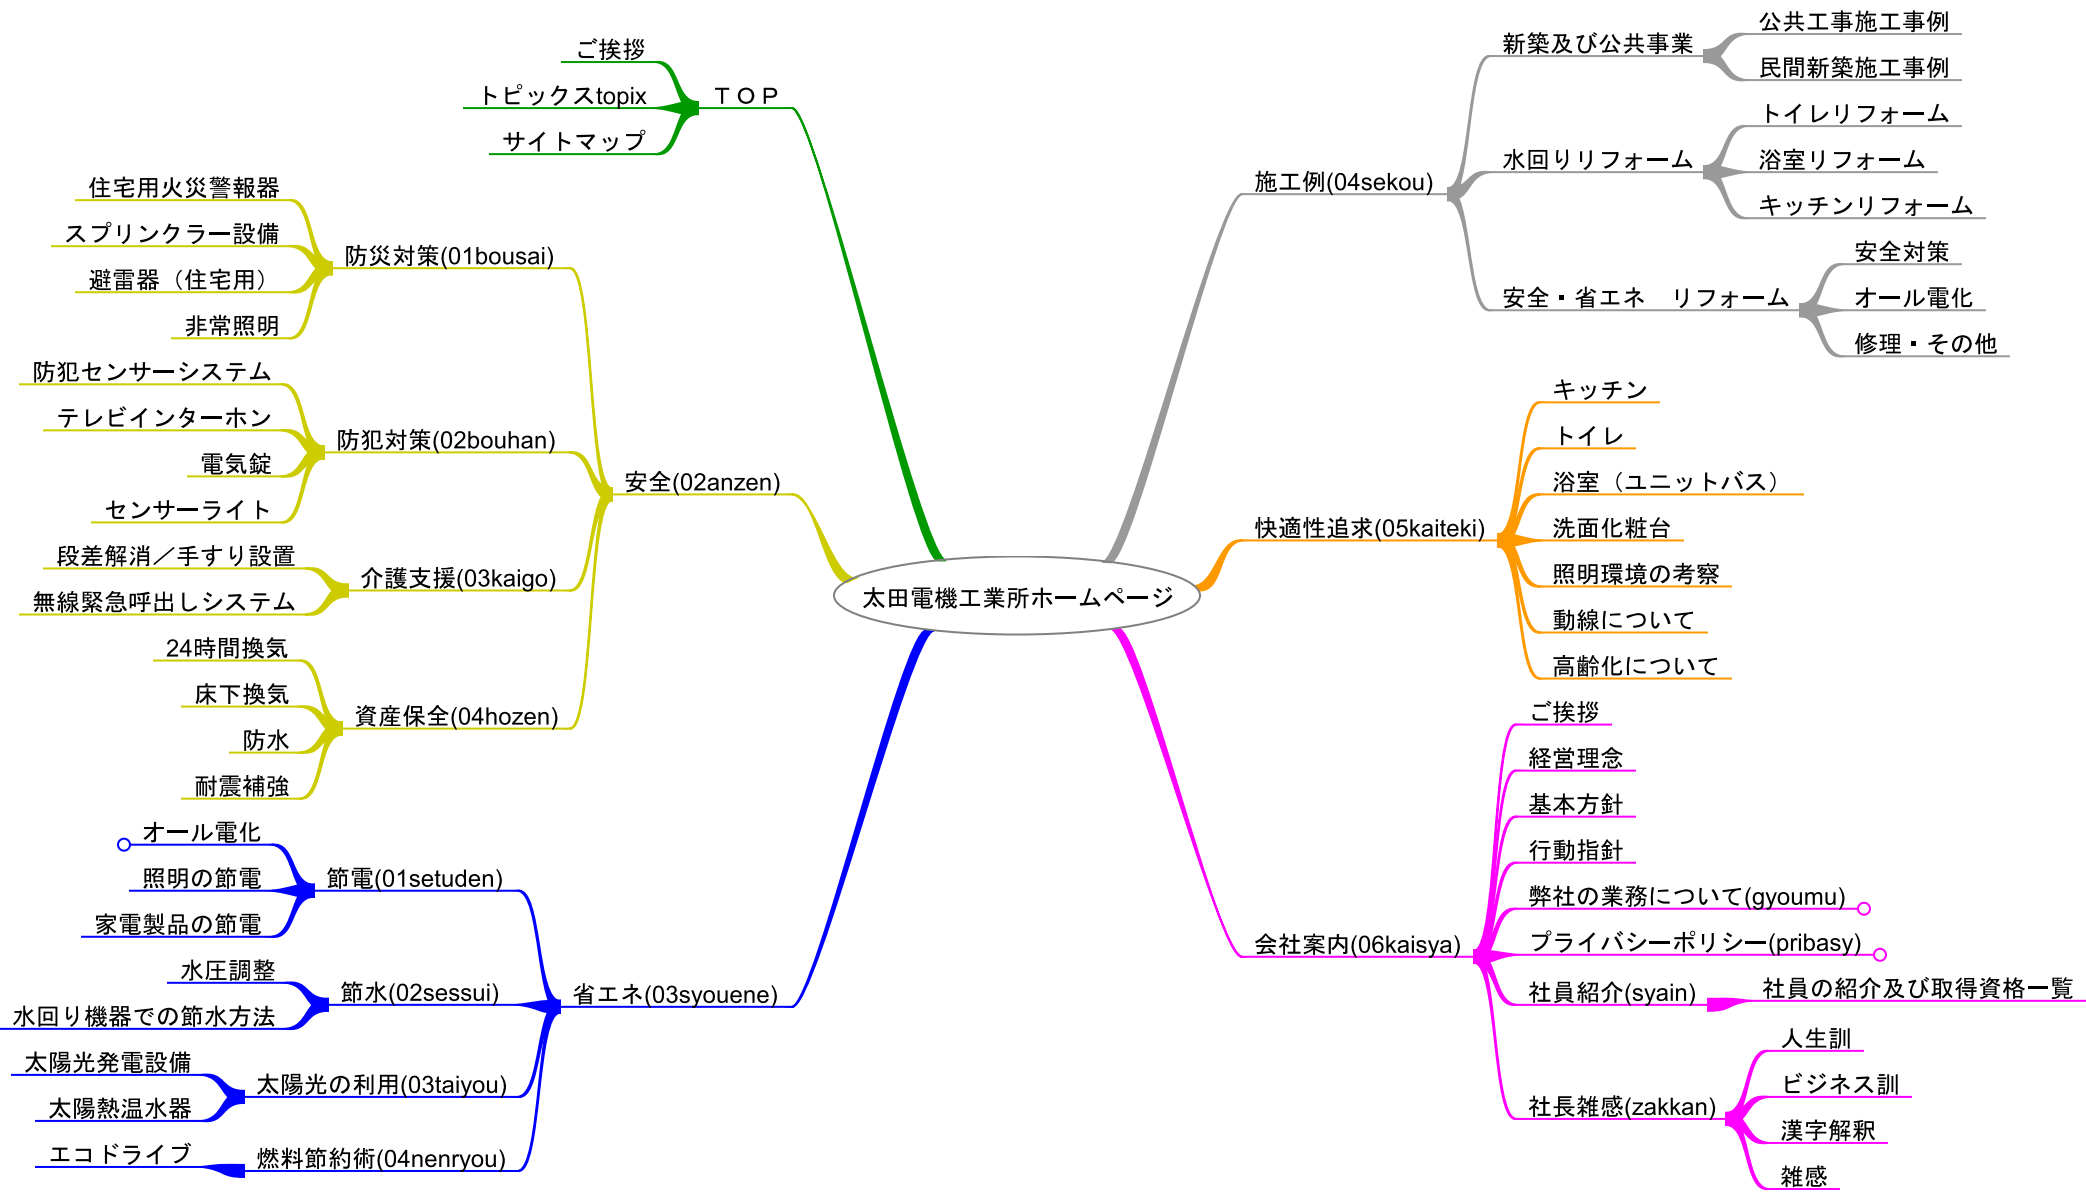 太田電機工業所ホームページ
ＴＯＰ
ご挨拶
トピックスtopix
サイトマップ
安全(02anzen)
防災対策(01bousai)
住宅用火災警報器
スプリンクラー設備
避雷器（住宅用）
非常照明
防犯対策(02bouhan)
防犯センサーシステム
テレビインターホン
電気錠
センサーライト
介護支援(03kaigo)
段差解消／手すり設置
無線緊急呼出しシステム
資産保全(04hozen)
24時間換気
床下換気
防水
耐震補強
省エネ(03syouene)
節電(01setuden)
オール電化
照明の節電
家電製品の節電
節水(02sessui)
水圧調整
水回り機器での節水方法
太陽光の利用(03taiyou)
太陽光発電設備
太陽熱温水器
燃料節約術(04nenryou)
エコドライブ
施工例(04sekou)
新築及び公共事業
公共工事施工事例
民間新築施工事例
水回りリフォーム
トイレリフォーム
浴室リフォーム
キッチンリフォーム
安全・省エネ　リフォーム
安全対策
オール電化
修理・その他
快適性追求(05kaiteki)
キッチン
トイレ
浴室（ユニットバス）
洗面化粧台
照明環境の考察
動線について
高齢化について
会社案内(06kaisya)
ご挨拶
経営理念
基本方針
行動指針
弊社の業務について(gyoumu)
プライバシーポリシー(pribasy)
社員紹介(syain)
社員の紹介及び取得資格一覧
社長雑感(zakkan)
人生訓
ビジネス訓
漢字解釈
雑感